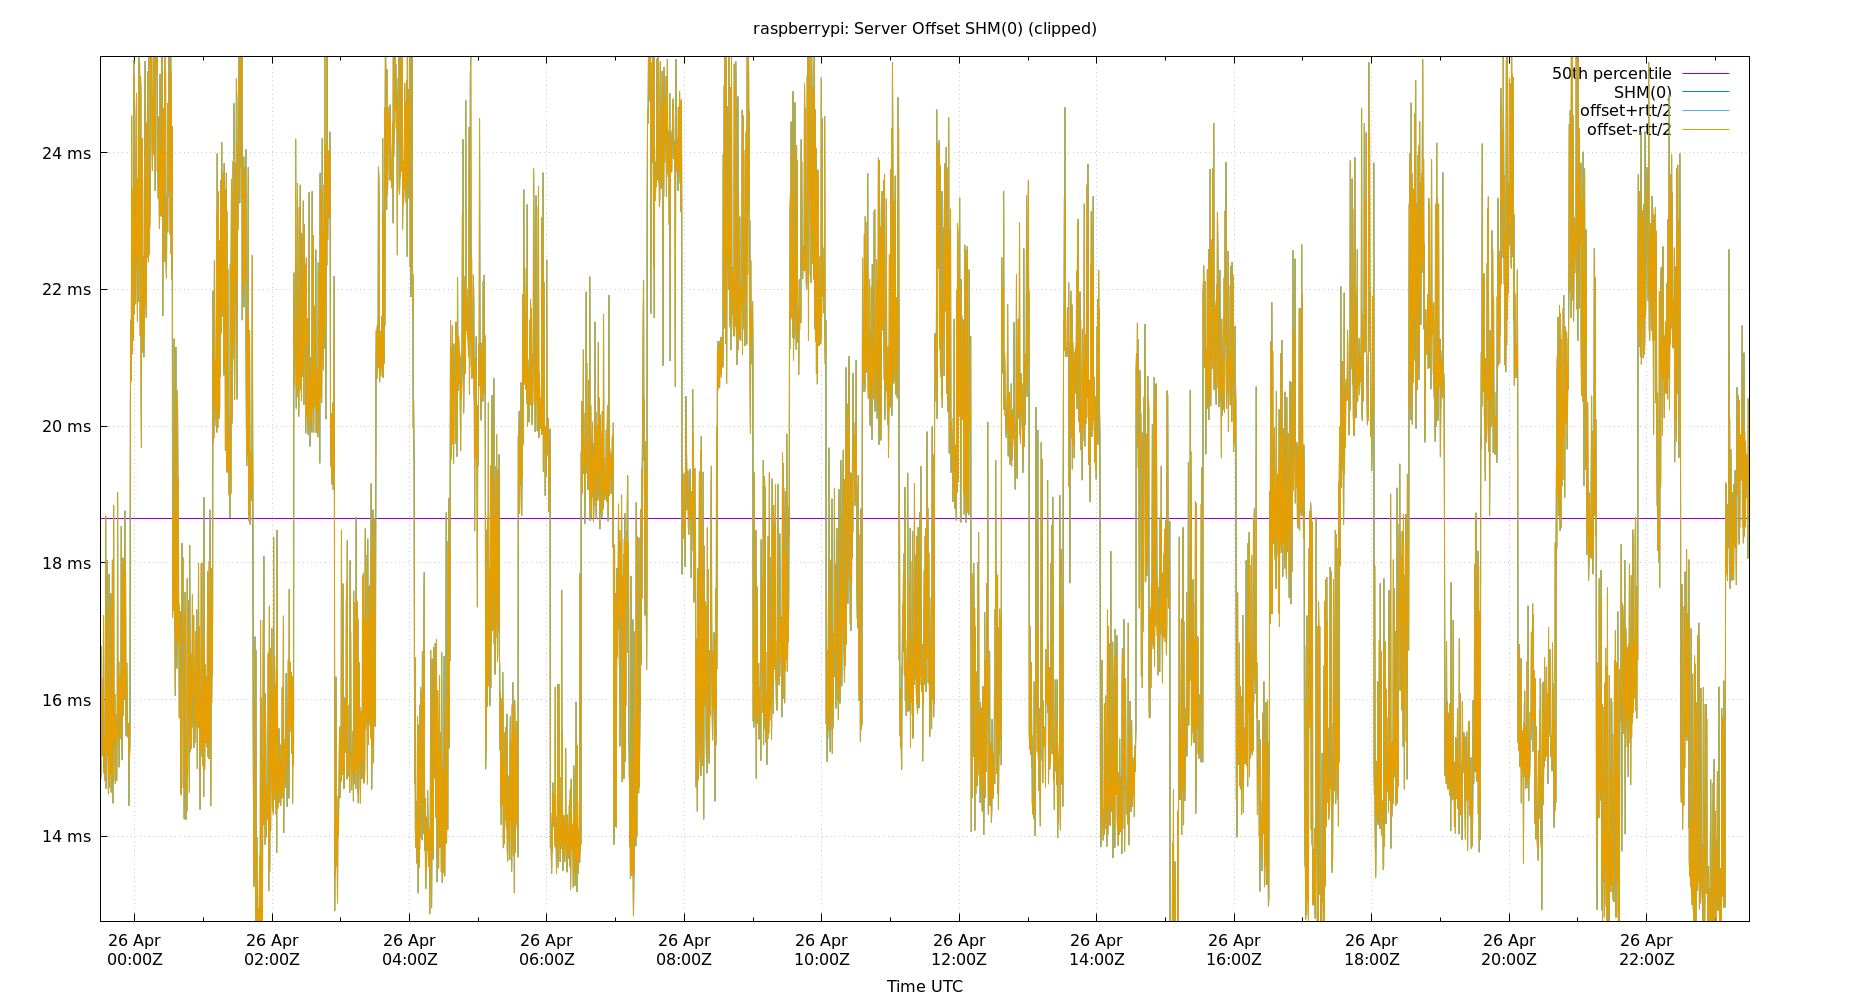 raspberrypi: Server Offset SHM(0) (clipped)
50th percentile
SHM(0)
offset+rtt/2
offset-rtt/2
24 ms
22 ms
20 ms
18 ms
16 ms
14 ms
26 Apr 26 Apr 26 Apr 26 Apr 26 Apr 26 Apr 26 Apr 26 Apr 26 Apr 26 Apr 26 Apr 26 Apr
00:00Z 02:00Z 04:00Z 06:00Z 08:00Z 10:00Z 12:00Z 14:00Z 16:00Z 18:00Z 20:00Z 22:00Z
Time UTC